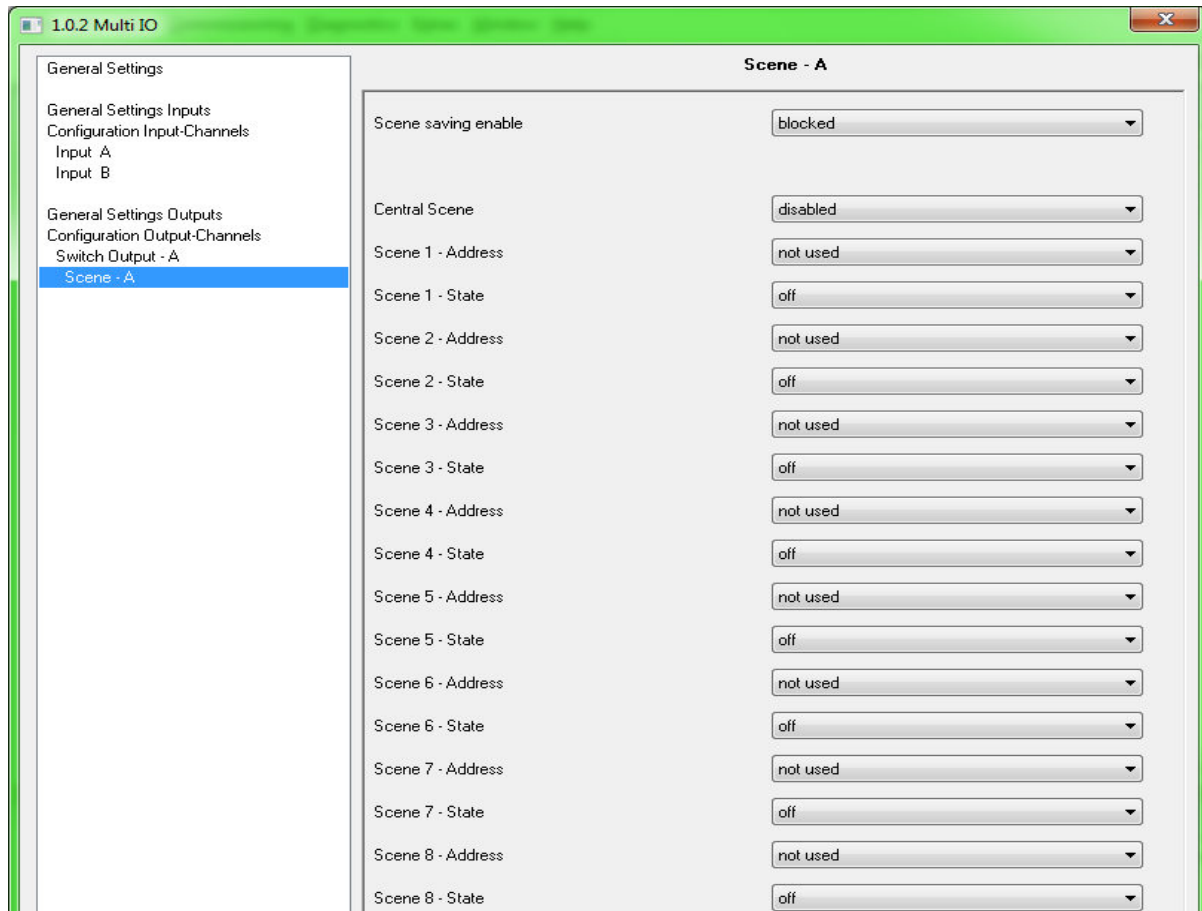 1.0.2 Multi IO
General Settings
General Settings Inputs
Configuration Input-Channels
Input A
Input B
General Settings Outputs
Configuration Output-Channels
Switch Output - A
Scene - A
Scene - A
Scene saving enable blocked
Central Scene disabled
Scene 1 - Address not used
Scene 1 - State off
Scene 2 - Address not used
Scene 2 - State off
Scene 3 - Address not used
Scene 3 - State off
Scene 4 - Address not used
Scene 4 - State off
Scene 5 - Address not used
Scene 5 - State off
Scene 6 - Address not used
Scene 6 - State off
Scene 7 - Address not used
Scene 7 - State off
Scene 8 - Address not used
Scene 8 - State off